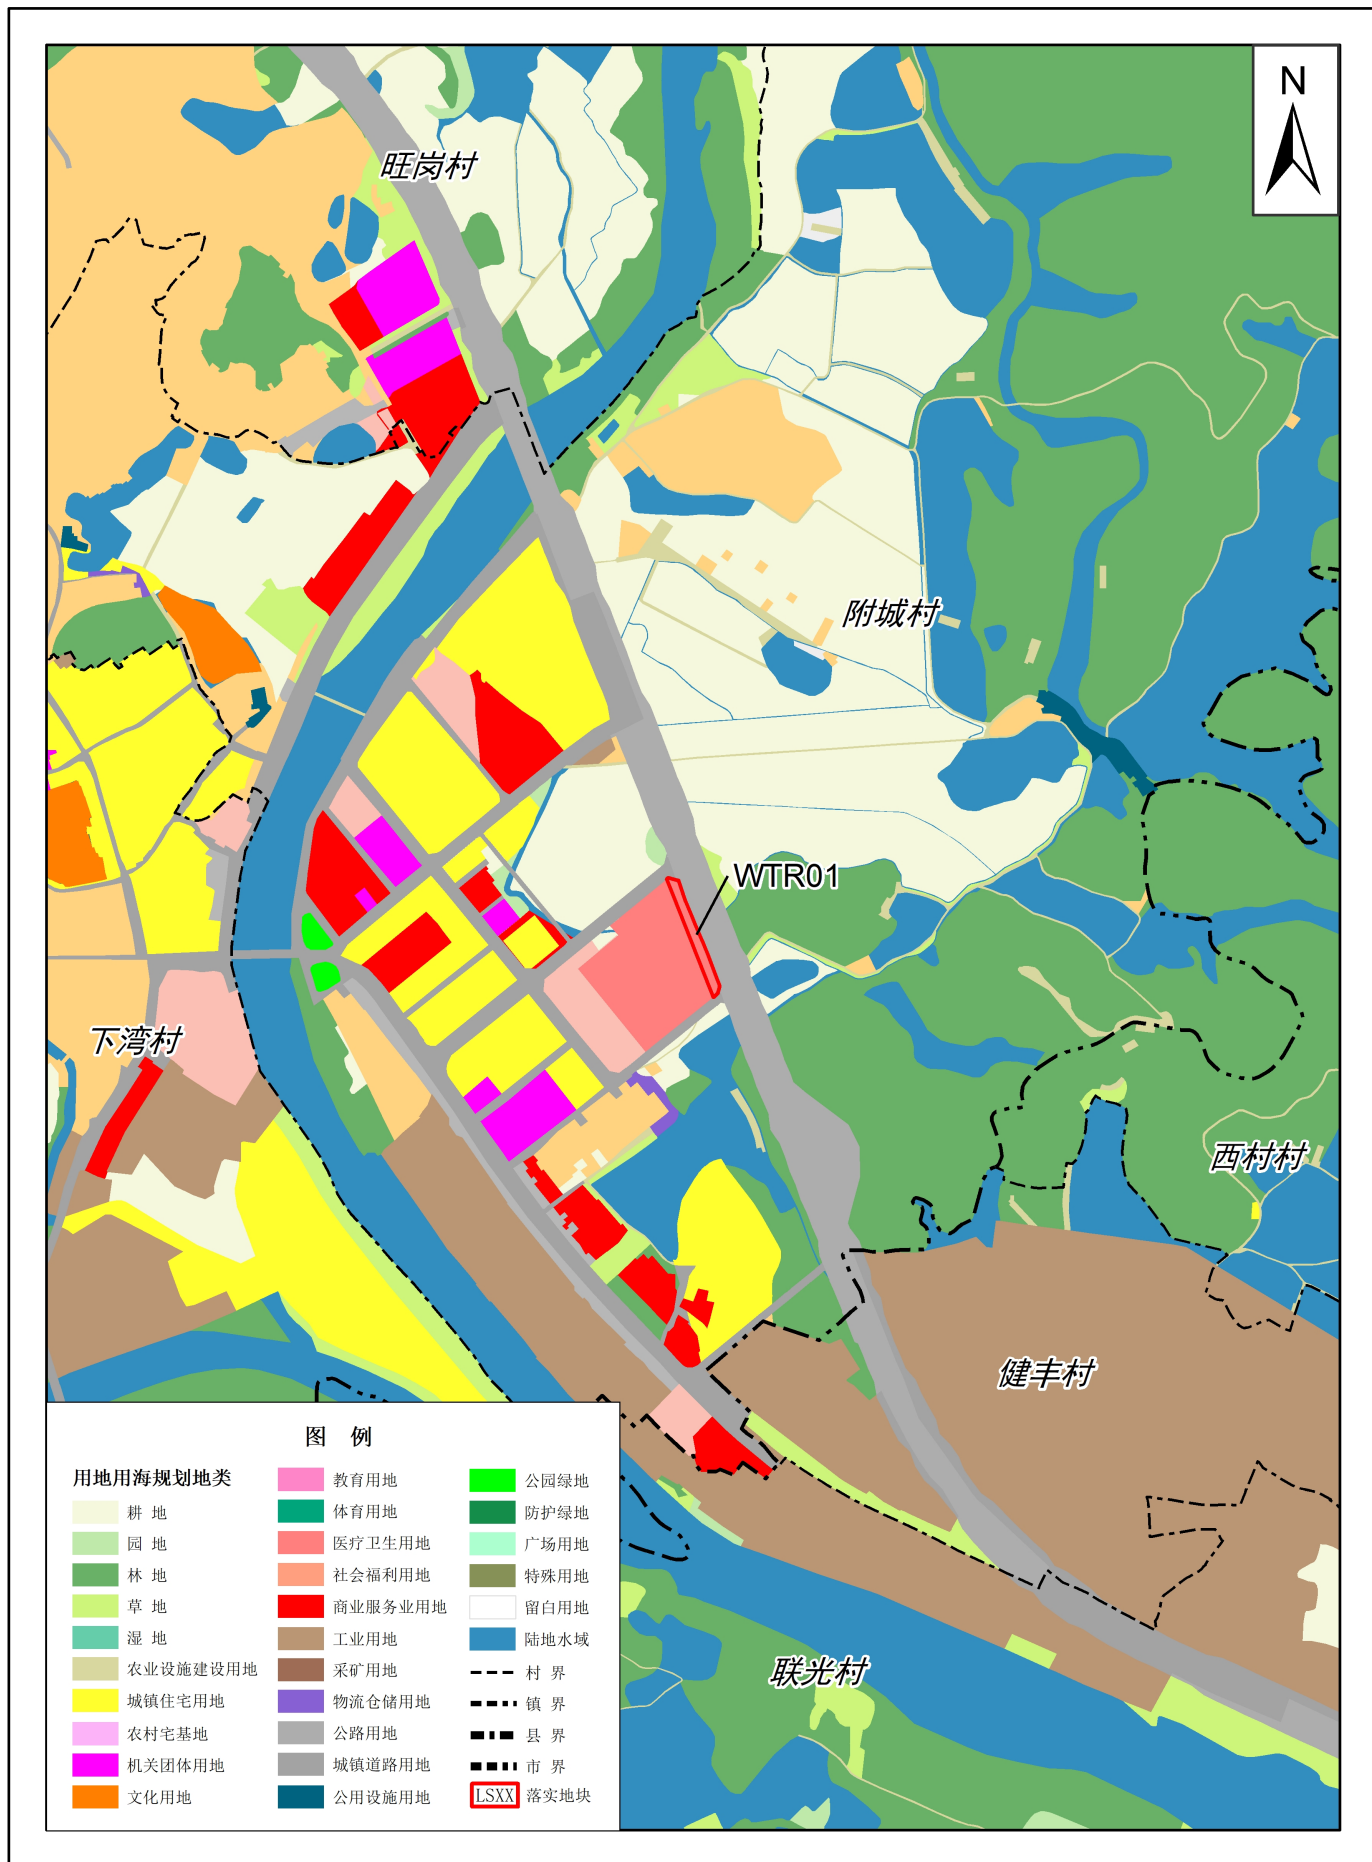 N
旺岗村
附城村
WTR01
下湾村
西村村
健丰村
联光村
图 例
用地用海规划地类
耕 地
园 地
林 地
草 地
湿 地
农业设施建设用地
城镇住宅用地
农村宅基地
机关团体用地
文化用地
教育用地
体育用地
医疗卫生用地
社会福利用地
商业服务业用地
工业用地
采矿用地
物流仓储用地
公路用地
城镇道路用地
公用设施用地
公园绿地
防护绿地
广场用地
特殊用地
留白用地
陆地水域
村 界
镇 界
县 界
市 界
LSXX 落实地块